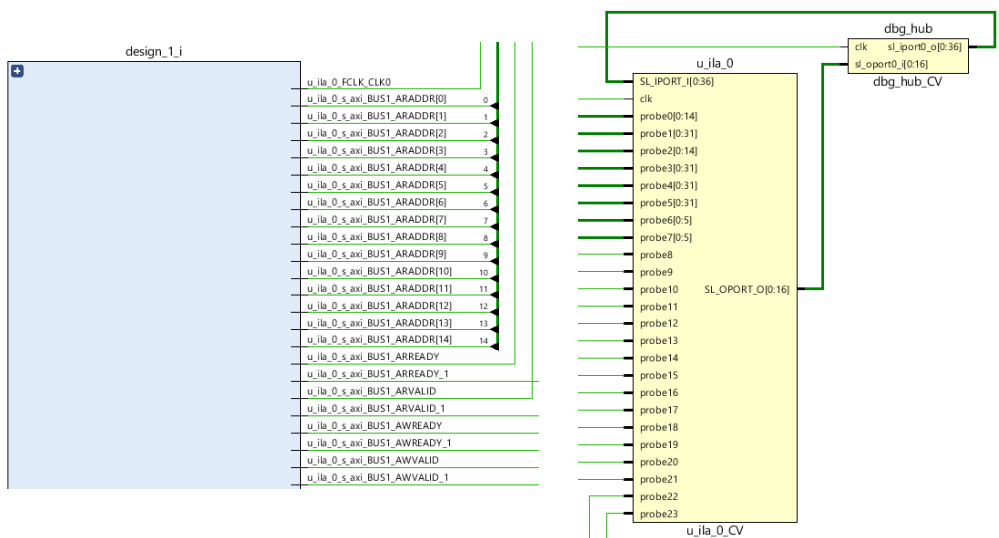 design_1_i
u_ila_0_FCLK_CLK0
u_ila_0_s_axi_BUS1_ARADDR[0] 0
u_ila_0_s_axi_BUS1_ARADDR[1] 1
u_ila_0_s_axi_BUS1_ARADDR[2] 2
u_ila_0_s_axi_BUS1_ARADDR[3] 3
u_ila_0_s_axi_BUS1_ARADDR[4] 4
u_ila_0_s_axi_BUS1_ARADDR[5] 5
u_ila_0_s_axi_BUS1_ARADDR[6] 6
u_ila_0_s_axi_BUS1_ARADDR[7] 7
u_ila_0_s_axi_BUS1_ARADDR[8] 8
u_ila_0_s_axi_BUS1_ARADDR[9] 9
u_ila_0_s_axi_BUS1_ARADDR[10] 10
u_ila_0_s_axi_BUS1_ARADDR[11] 11
u_ila_0_s_axi_BUS1_ARADDR[12] 12
u_ila_0_s_axi_BUS1_ARADDR[13] 13
u_ila_0_s_axi_BUS1_ARADDR[14] 14
u_ila_0_s_axi_BUS1_ARREADY
u_ila_0_s_axi_BUS1_ARREADY_1
u_ila_0_s_axi_BUS1_ARVALID
u_ila_0_s_axi_BUS1_ARVALID_1
u_ila_0_s_axi_BUS1_AWREADY
u_ila_0_s_axi_BUS1_AWREADY_1
u_ila_0_s_axi_BUS1_AWVALID
u_ila_0_s_axi_BUS1_AWVALID_1
u_ila_0
SL_IPORT_I[0:36]
clk
probe0[0:14]
probe1[0:31]
probe2[0:14]
probe3[0:31]
probe4[0:31]
probe5[0:31]
probe6[0:5]
probe7[0:5]
probe8
probe9
probe10 SL_OPORT_O[0:16]
probe11
probe12
probe13
probe14
probe15
probe16
probe17
probe18
probe19
probe20
probe21
probe22
probe23
u_ila_0_CV
dbg_hub
clk sl_iport0_o[0:36]
sl_oport0_i[0:16]
dbg_hub_CV